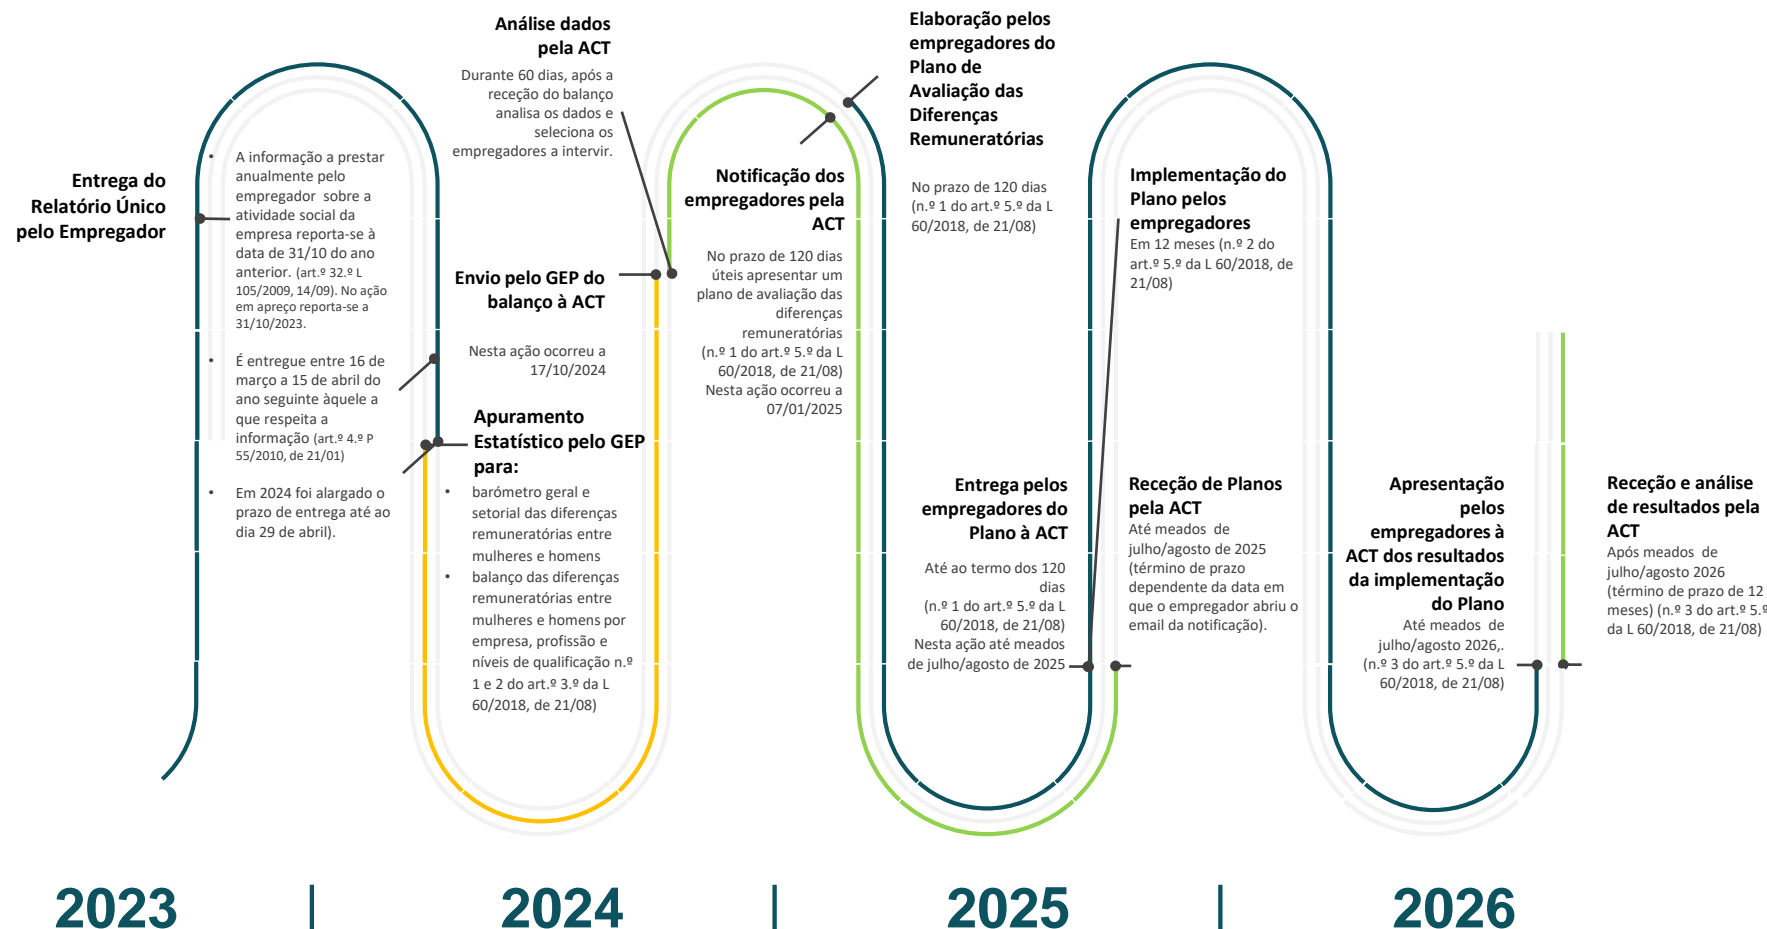 Entrega do
Relatório Único
pelo Empregador
• A informação a prestar
anualmente pelo
empregador sobre a
atividade social da
empresa reporta-se à
data de 31/10 do ano
anterior. (art.º 32.º L
105/2009, 14/09). No ação
em apreço reporta-se a
31/10/2023.
• É entregue entre 16 de
março a 15 de abril do
ano seguinte àquele a
que respeita a
informação (art.º 4.º P
55/2010, de 21/01)
• Em 2024 foi alargado o
prazo de entrega até ao
dia 29 de abril).
Análise dados
pela ACT
Durante 60 dias, após a
receção do balanço
analisa os dados e
seleciona os
empregadores a intervir.
Envio pelo GEP do
balanço à ACT
Nesta ação ocorreu a
17/10/2024
Apuramento
Estatístico pelo GEP
para:
• barómetro geral e
setorial das diferenças
remuneratórias entre
mulheres e homens
• balanço das diferenças
remuneratórias entre
mulheres e homens por
empresa, profissão e
níveis de qualificação n.º
1 e 2 do art.º 3.º da L
60/2018, de 21/08)
Notificação dos
empregadores pela
ACT
No prazo de 120 dias
úteis apresentar um
plano de avaliação das
diferenças
remuneratórias
(n.º 1 do art.º 5.º da L
60/2018, de 21/08)
Nesta ação ocorreu a
07/01/2025
Elaboração pelos
empregadores do
Plano de
Avaliação das
Diferenças
Remuneratórias
No prazo de 120 dias
(n.º 1 do art.º 5.º da L
60/2018, de 21/08)
Entrega pelos
empregadores do
Plano à ACT
Até ao termo dos 120
dias
(n.º 1 do art.º 5.º da L
60/2018, de 21/08)
Nesta ação até meados
de julho/agosto de 2025
Implementação do
Plano pelos
empregadores
Em 12 meses (n.º 2 do
art.º 5.º da L 60/2018, de
21/08)
Receção de Planos
pela ACT
Até meados de
julho/agosto de 2025
(término de prazo
dependente da data em
que o empregador abriu o
email da notificação).
Apresentação
pelos
empregadores à
ACT dos resultados
da implementação
do Plano
Até meados de
julho/agosto 2026,.
(n.º 3 do art.º 5.º da L
60/2018, de 21/08)
Receção e análise
de resultados pela
ACT
Após meados de
julho/agosto 2026
(término de prazo de 12
meses) (n.º 3 do art.º 5.º
da L 60/2018, de 21/08)
2023 | 2024 | 2025 | 2026